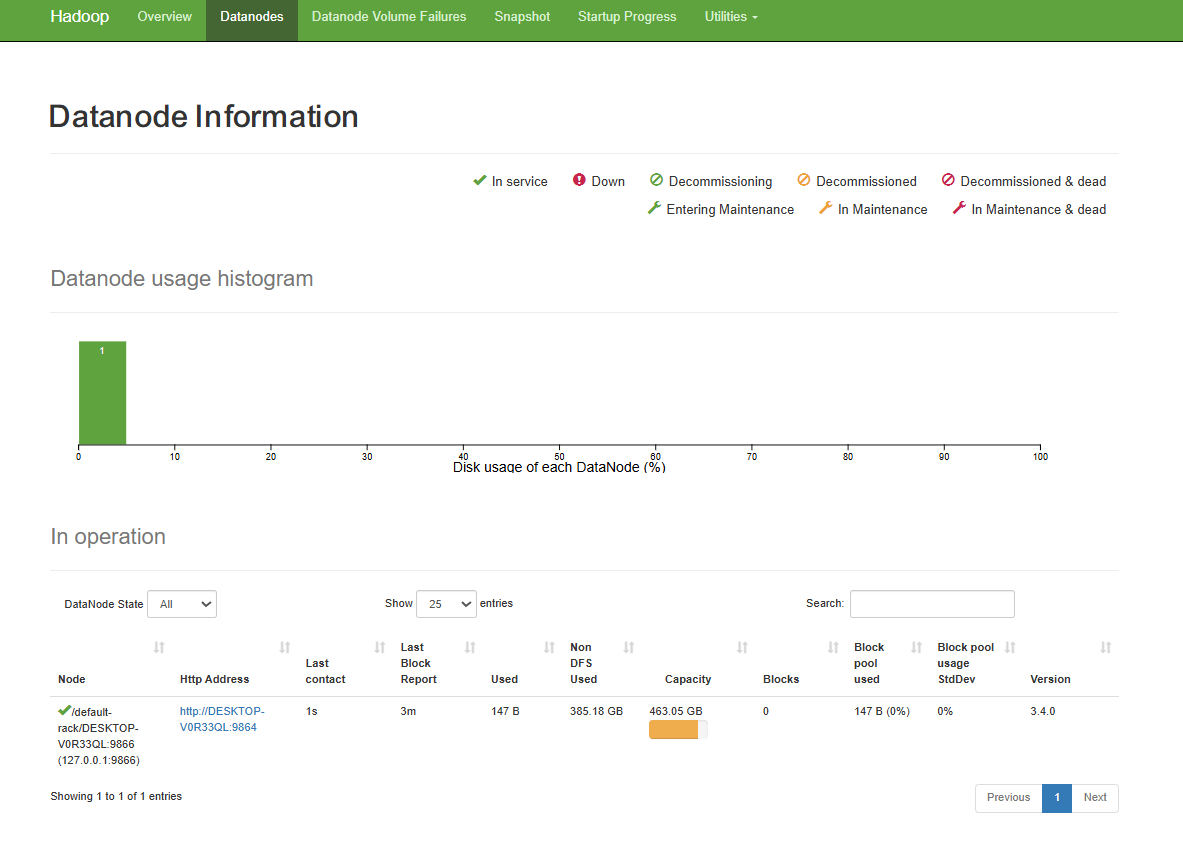 Hadoop Overview Datanodes Datanode Volume Failures Snapshot Startup Progress Utilities
Datanode Information
In service Down Decommissioning Decommissioned Decommissioned & dead
Entering Maintenance In Maintenance In Maintenance & dead
Datanode usage histogram
1
0 10 20 30 40 50 60 70 80 90 100
Disk usage of each DataNode (%)
In operation
DataNode State All Show 25 entries Search:
Last Non Block Block pool
Last Block DFS pool usage
Node Http Address contact Report Used Used Capacity Blocks used StdDev Version
/default- http://DESKTOP- 1s 3m 147 B 385.18 GB 463.05 GB 0 147 B (0%) 0% 3.4.0
rack/DESKTOP- V0R33QL:9864
V0R33QL:9866
(127.0.0.1:9866)
Showing 1 to 1 of 1 entries Previous 1 Next